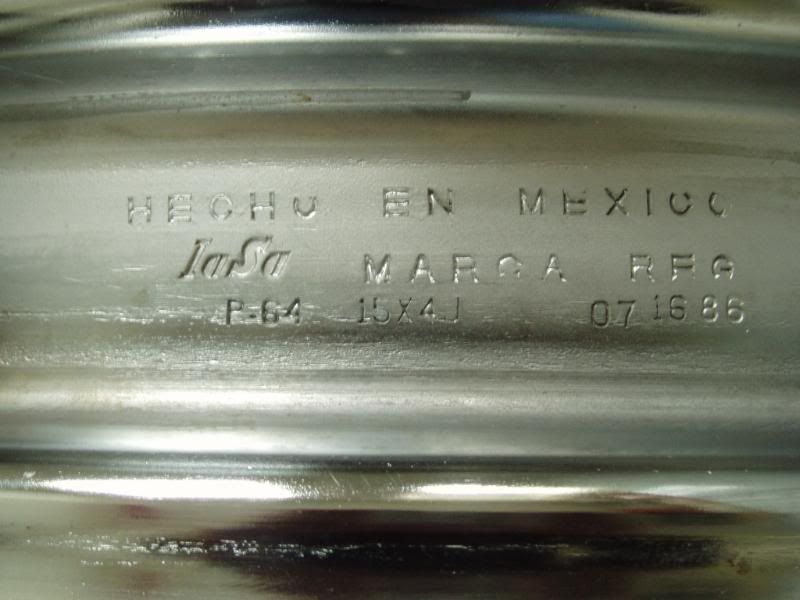 HECHO EN MEXICO
IaSa MARCA REG
P-64 15X4J 07 16 86